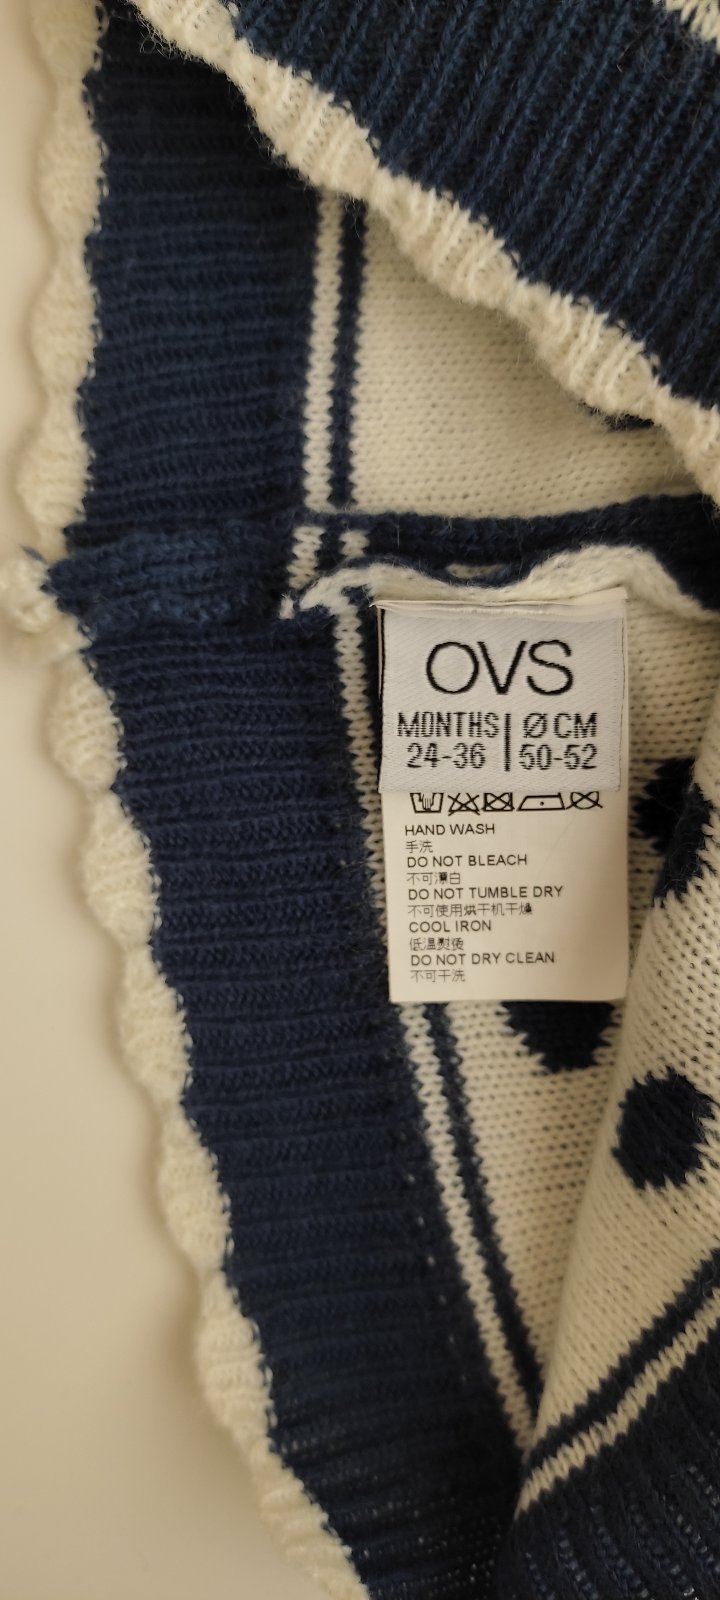 OVS
MONTHS | Ø CM
24-36 | 50-52
HAND WASH
手洗
DO NOT BLEACH
不可漂白
DO NOT TUMBLE DRY
不可使用烘干机干燥
COOL IRON
低温熨烫
DO NOT DRY CLEAN
不可干洗